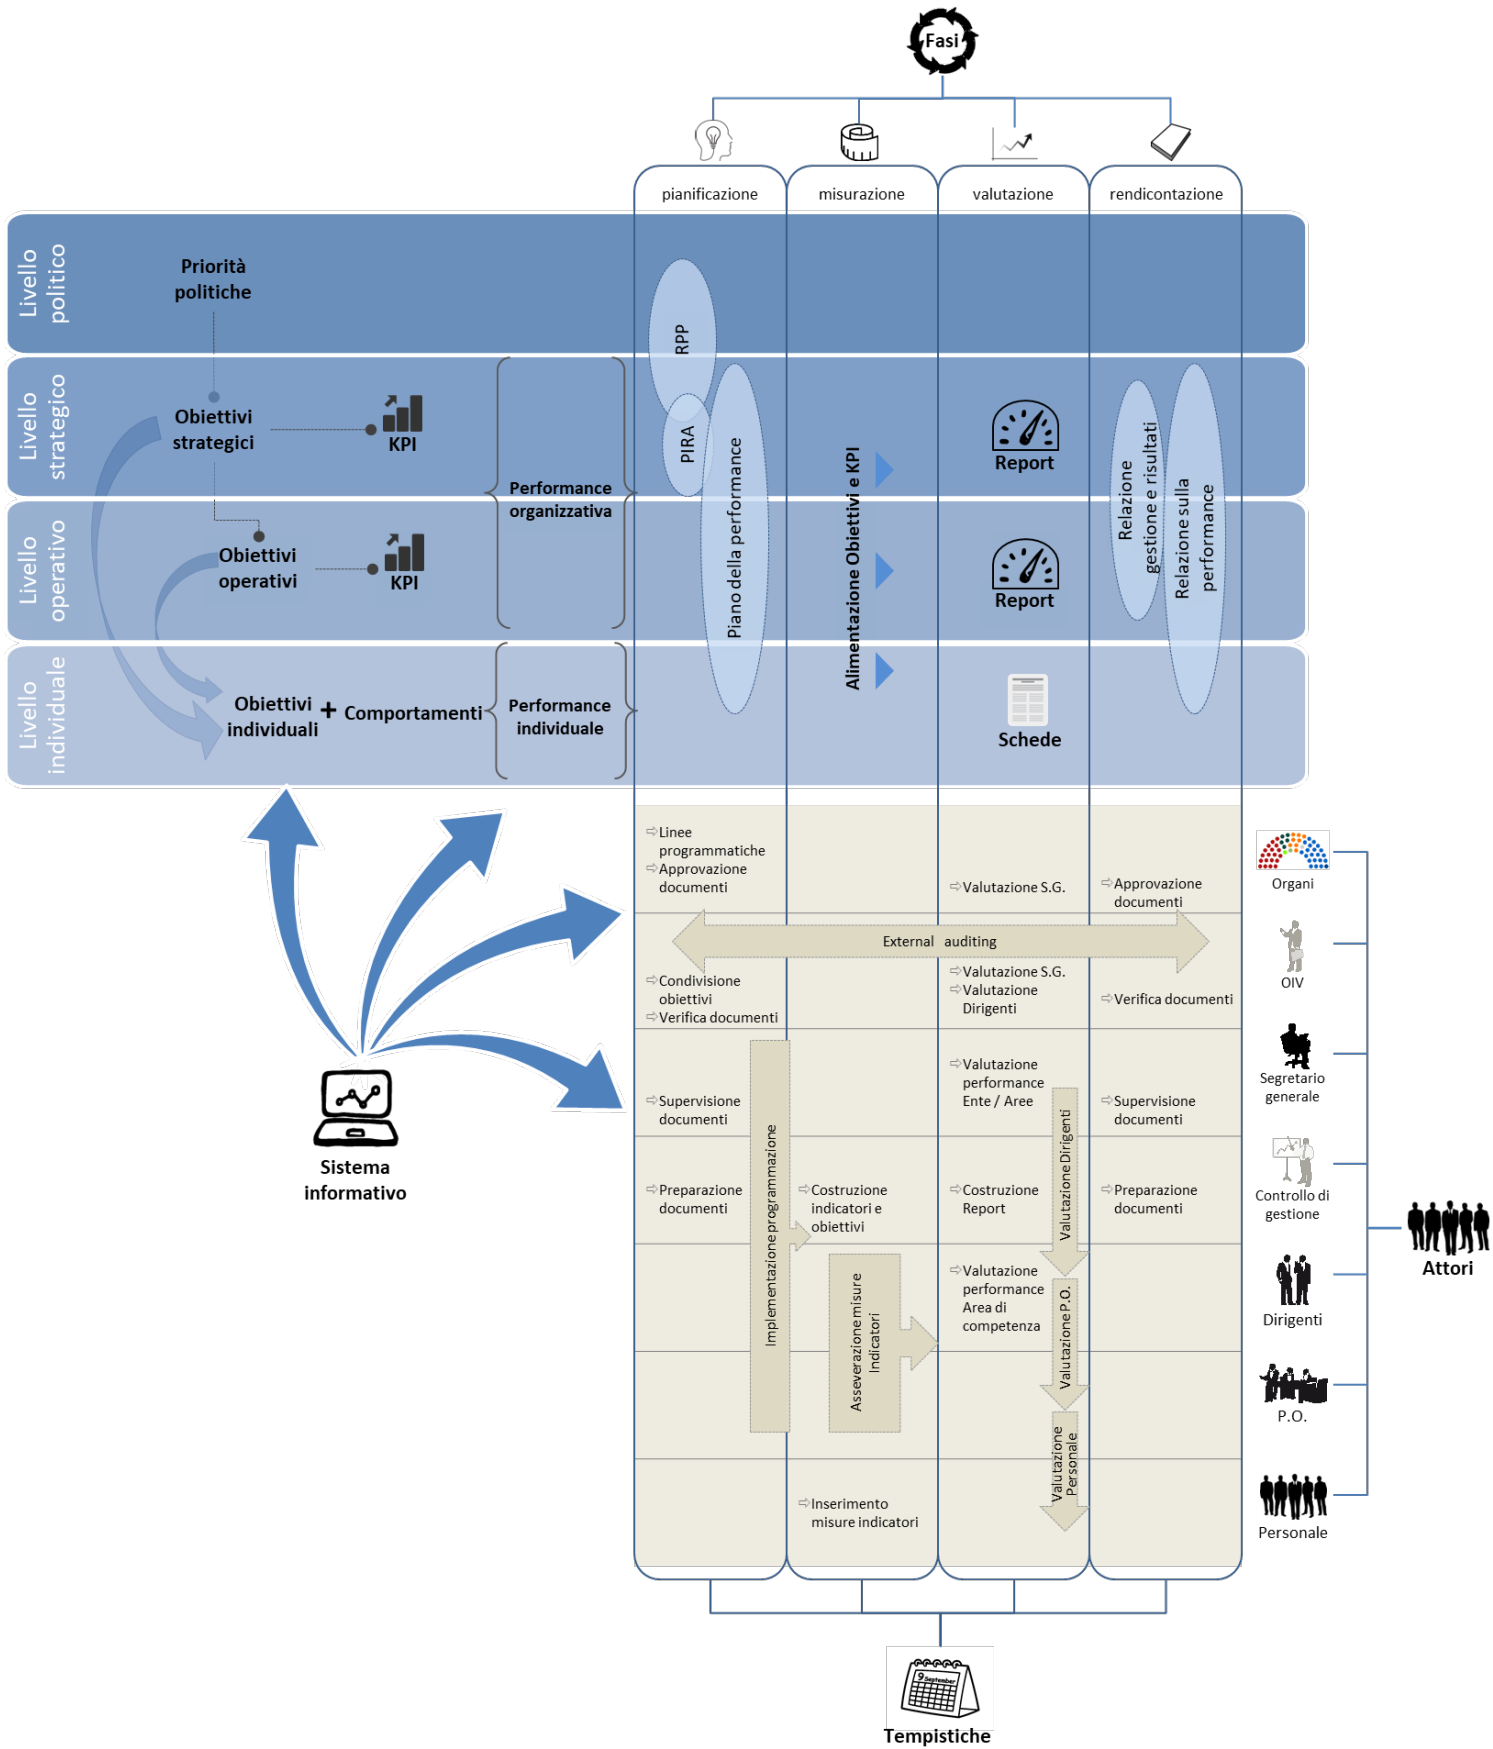 Fasi
pianificazione
misurazione
valutazione
rendicontazione
Livello
politico
Priorità
politiche
RPP
Livello
strategico
Obiettivi
strategici
KPI
PIRA
Report
Livello
operativo
Obiettivi
operativi
KPI
Performance
organizzativa
Piano della performance
Alimentazione Obiettivi e KPI
Report
Relazione
gestione e risultati
Relazione sulla
performance
Livello
individuale
Obiettivi
individuali
+
Comportamenti
Performance
individuale
Schede
Linee
programmatiche
Approvazione
documenti
Valutazione S.G.
Approvazione
documenti
Organi
External auditing
Condivisione
obiettivi
Verifica documenti
Valutazione S.G.
Valutazione
Dirigenti
Verifica documenti
OIV
Supervisione
documenti
Valutazione
performance
Ente / Aree
Supervisione
documenti
Segretario
generale
Implementazione programmazione
Valutazione Dirigenti
Preparazione
documenti
Costruzione
indicatori e
obiettivi
Costruzione
Report
Preparazione
documenti
Controllo di
gestione
Asseverazione misure
Indicatori
Valutazione
performance
Area di
competenza
Valutazione P.O.
Dirigenti
P.O.
Valutazione
Personale
Inserimento
misure indicatori
Personale
Attori
Sistema
informativo
9 September
Tempistiche